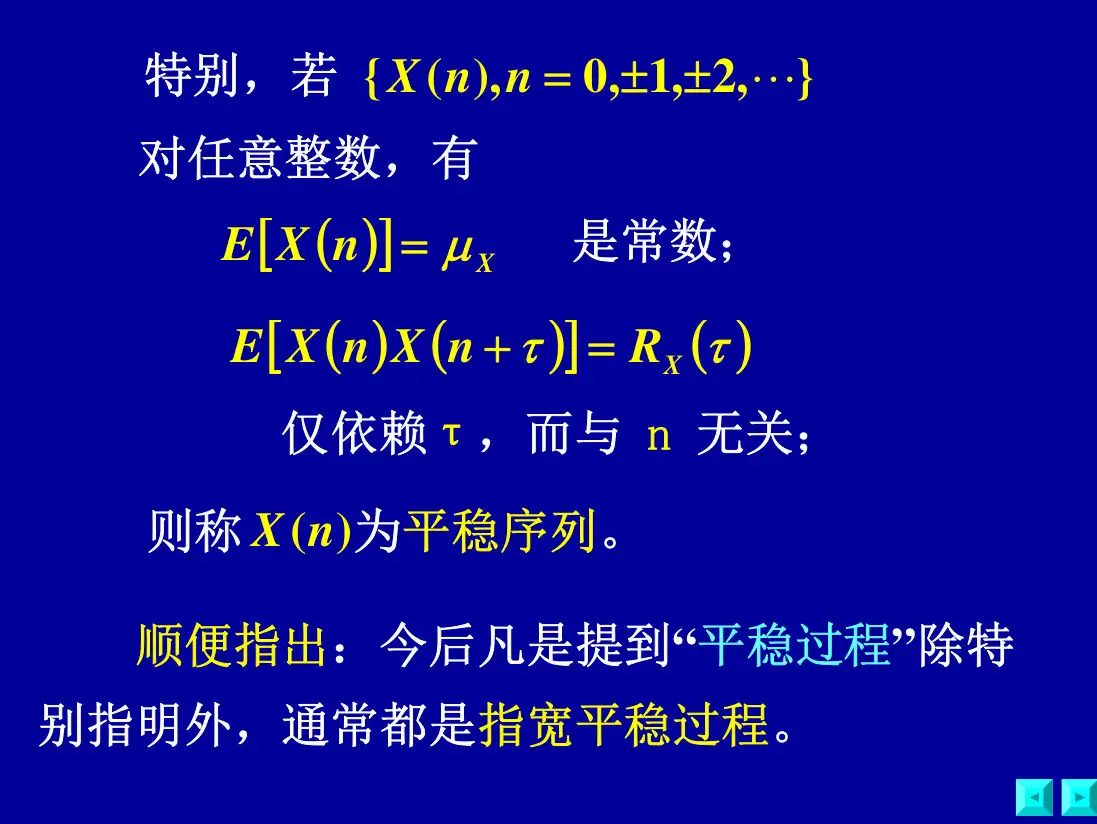 特别，若 {X(n),n=0,±1,±2,⋯}
对任意整数，有
E[X(n)]=μ_X 是常数；
E[X(n)X(n+τ)]=R_X(τ)
仅依赖τ，而与 n 无关；
则称X(n)为平稳序列。
顺便指出：今后凡是提到“平稳过程”除特
别指明外，通常都是指宽平稳过程。